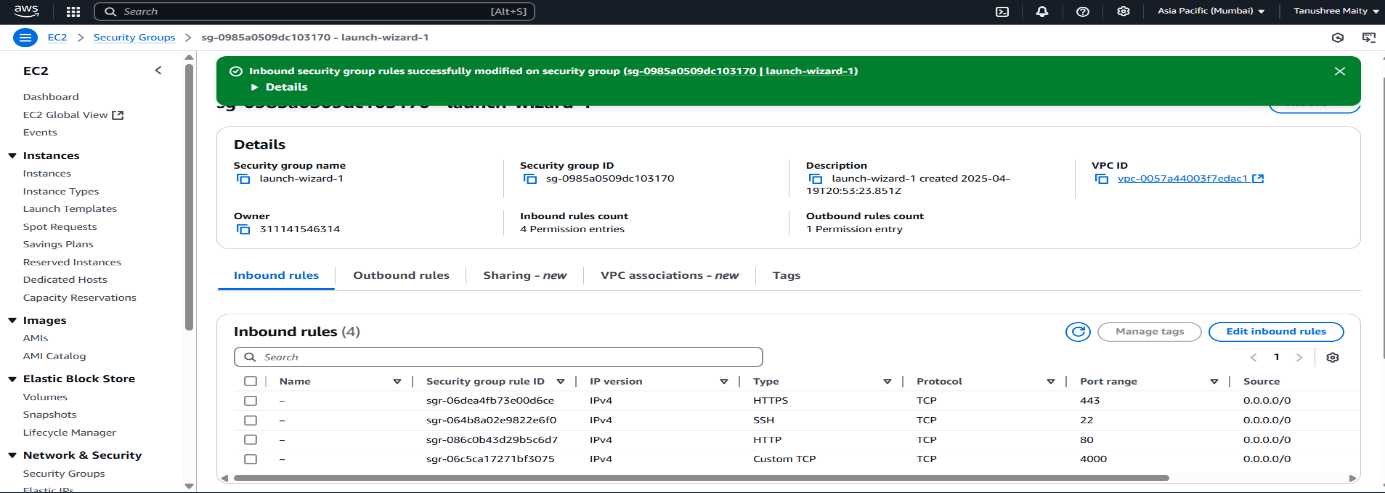 aws Search [Alt+S] Asia Pacific (Mumbai) Tanushree Maity
EC2 > Security Groups > sg-0985a0509dc103170 - launch-wizard-1
EC2
Dashboard
EC2 Global View
Events
Instances
Instances
Instance Types
Launch Templates
Spot Requests
Savings Plans
Reserved Instances
Dedicated Hosts
Capacity Reservations
Images
AMIs
AMI Catalog
Elastic Block Store
Volumes
Snapshots
Lifecycle Manager
Network & Security
Security Groups
Elastic IPs
Inbound security group rules successfully modified on security group (sg-0985a0509dc103170 | launch-wizard-1)
Details
sg-0985a0509dc103170 - launch-wizard-1
Details
Security group name
launch-wizard-1
Security group ID
sg-0985a0509dc103170
Description
launch-wizard-1 created 2025-04-
19T20:53:23.851Z
VPC ID
vpc-0057a44003f7edac1
Owner
311141546314
Inbound rules count
4 Permission entries
Outbound rules count
1 Permission entry
Inbound rules Outbound rules Sharing – new VPC associations – new Tags
Inbound rules (4) Manage tags Edit inbound rules
Search 1
Name Security group rule ID IP version Type Protocol Port range Source
– sgr-06dea4fb73e00d6ce IPv4 HTTPS TCP 443 0.0.0.0/0
– sgr-064b8a02e9822e6f0 IPv4 SSH TCP 22 0.0.0.0/0
– sgr-086c0b43d29b5c6d7 IPv4 HTTP TCP 80 0.0.0.0/0
– sgr-06c5ca17271bf3075 IPv4 Custom TCP TCP 4000 0.0.0.0/0